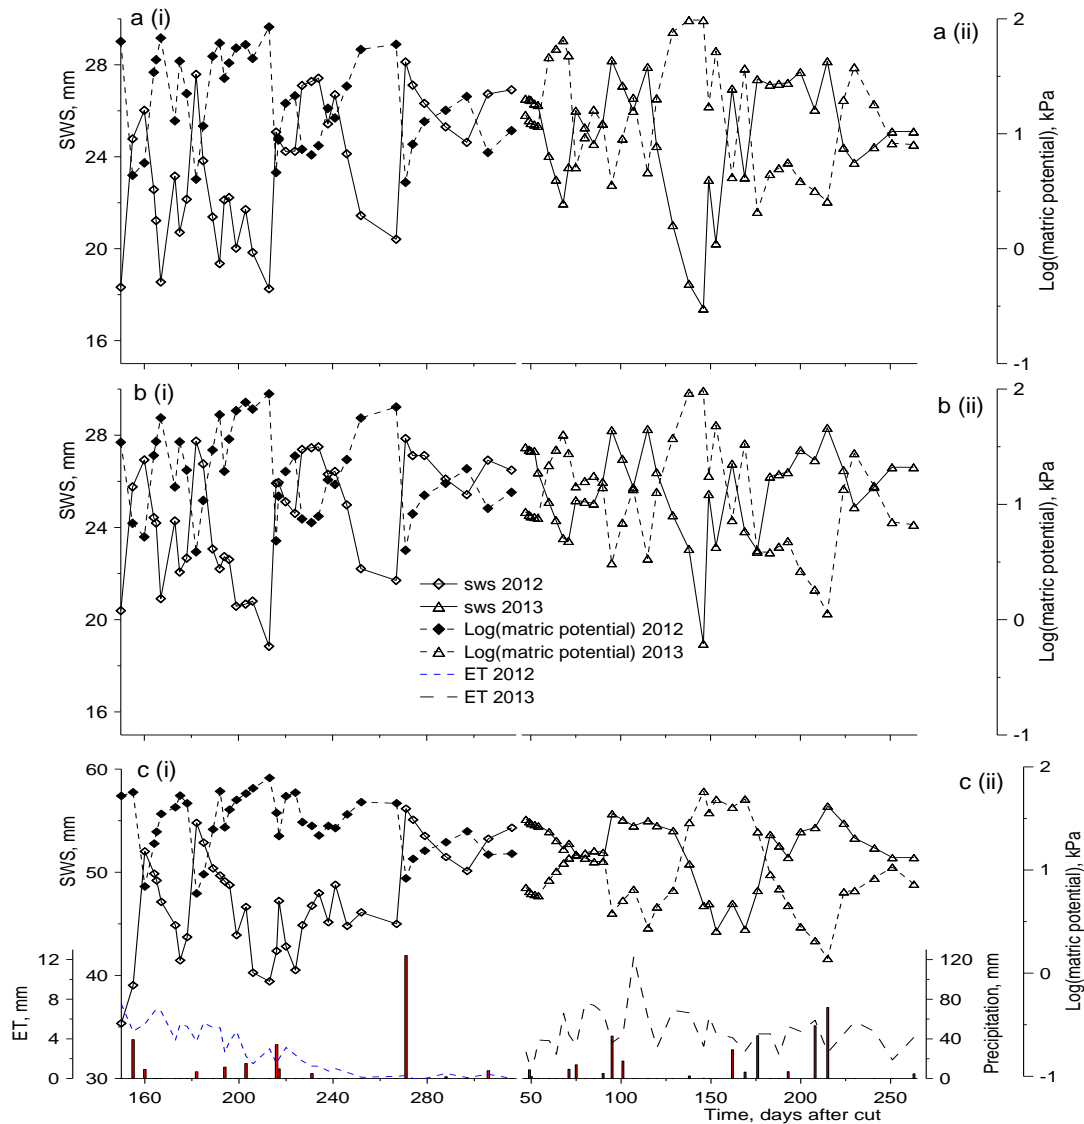 a (i)
a (ii)
2
28
1
24
0
20
16
-1
SWS, mm
Log(matric potential), kPa
b (i)
b (ii)
2
28
1
24
0
20
16
-1
SWS, mm
Log(matric potential), kPa
sws 2012
sws 2013
Log(matric potential) 2012
Log(matric potential) 2013
ET 2012
ET 2013
c (i)
c (ii)
60
2
50
1
40
0
30
-1
SWS, mm
Log(matric potential), kPa
12
8
4
0
ET, mm
120
80
40
0
Precipitation, mm
160 200 240 280 50 100 150 200 250
Time, days after cut